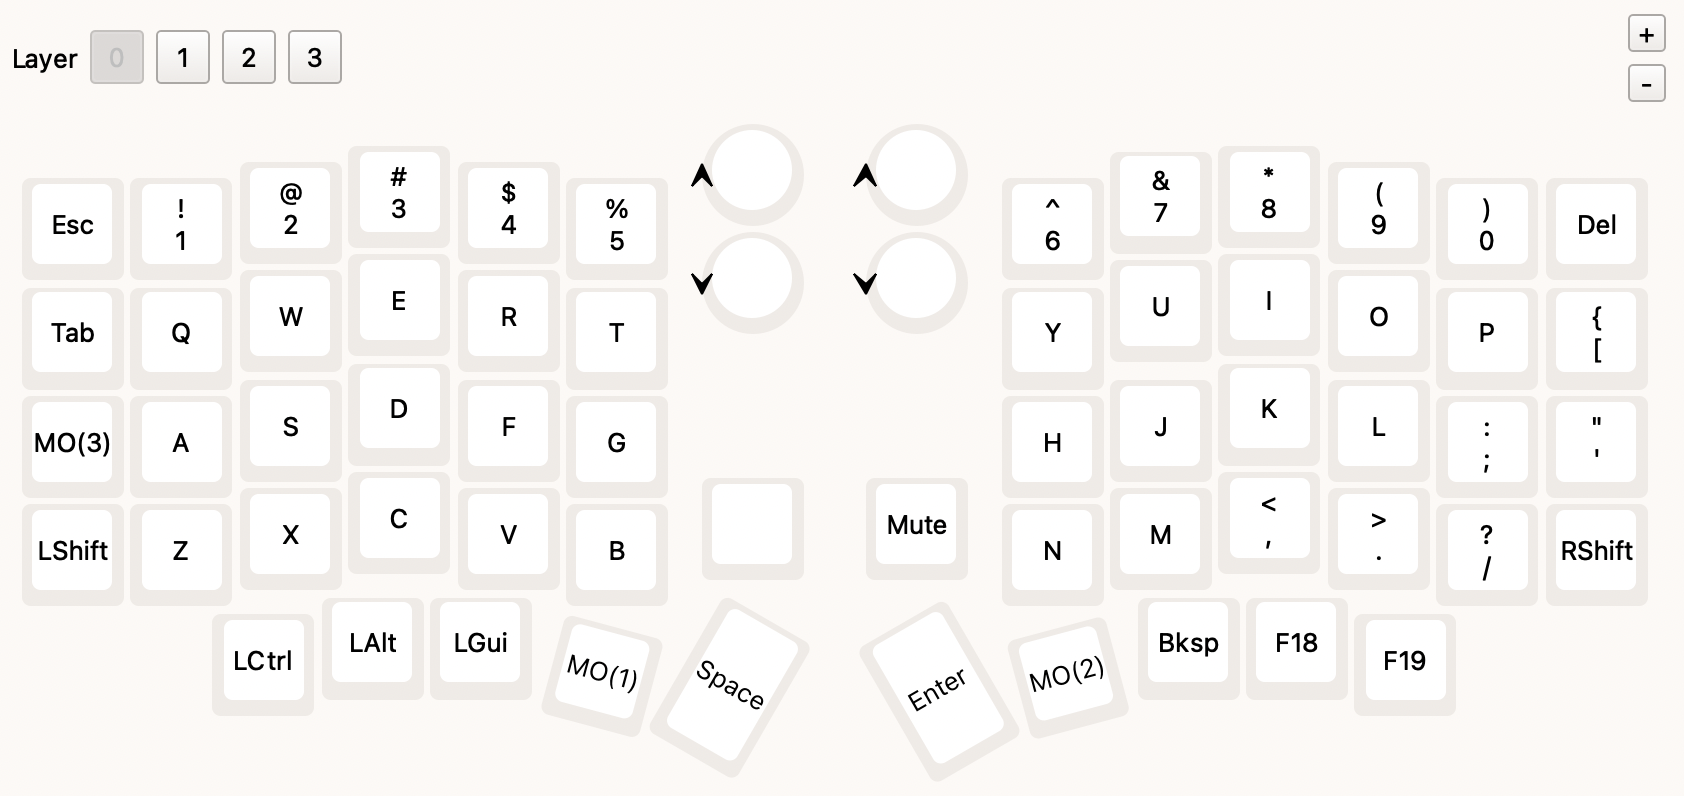 Layer 0 1 2 3
+
-
Esc ! 1 @ 2 # 3 $ 4 % 5 ^ 6 & 7 * 8 ( 9 ) 0 Del
Tab Q W E R T Y U I O P { [
MO(3) A S D F G H J K L : ; " '
LShift Z X C V B Mute N M < , > . ? / RShift
LCtrl LAlt LGui MO(1) Space Enter MO(2) Bksp F18 F19